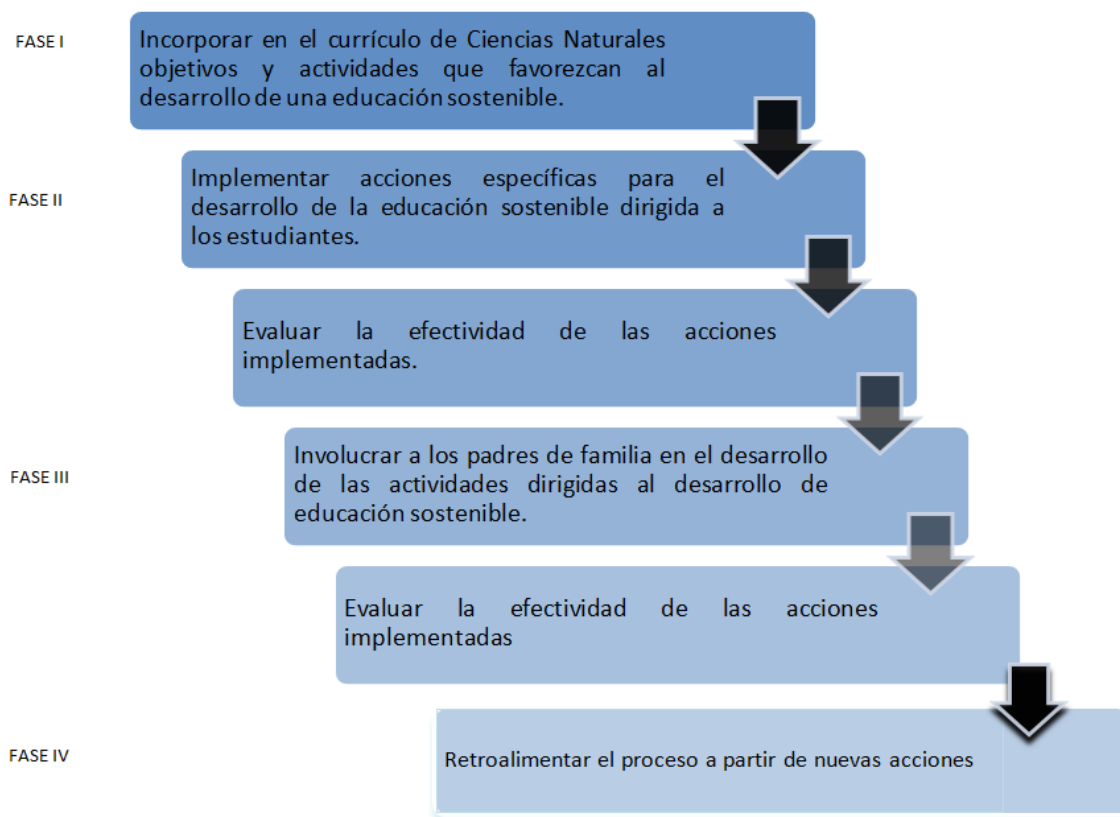 FASE I
Incorporar en el currículo de Ciencias Naturales
objetivos y actividades que favorezcan al
desarrollo de una educación sostenible.
FASE II
Implementar acciones específicas para el
desarrollo de la educación sostenible dirigida a
los estudiantes.
Evaluar la efectividad de las acciones
implementadas.
FASE III
Involucrar a los padres de familia en el desarrollo
de las actividades dirigidas al desarrollo de
educación sostenible.
Evaluar la efectividad de las acciones
implementadas
FASE IV
Retroalimentar el proceso a partir de nuevas acciones